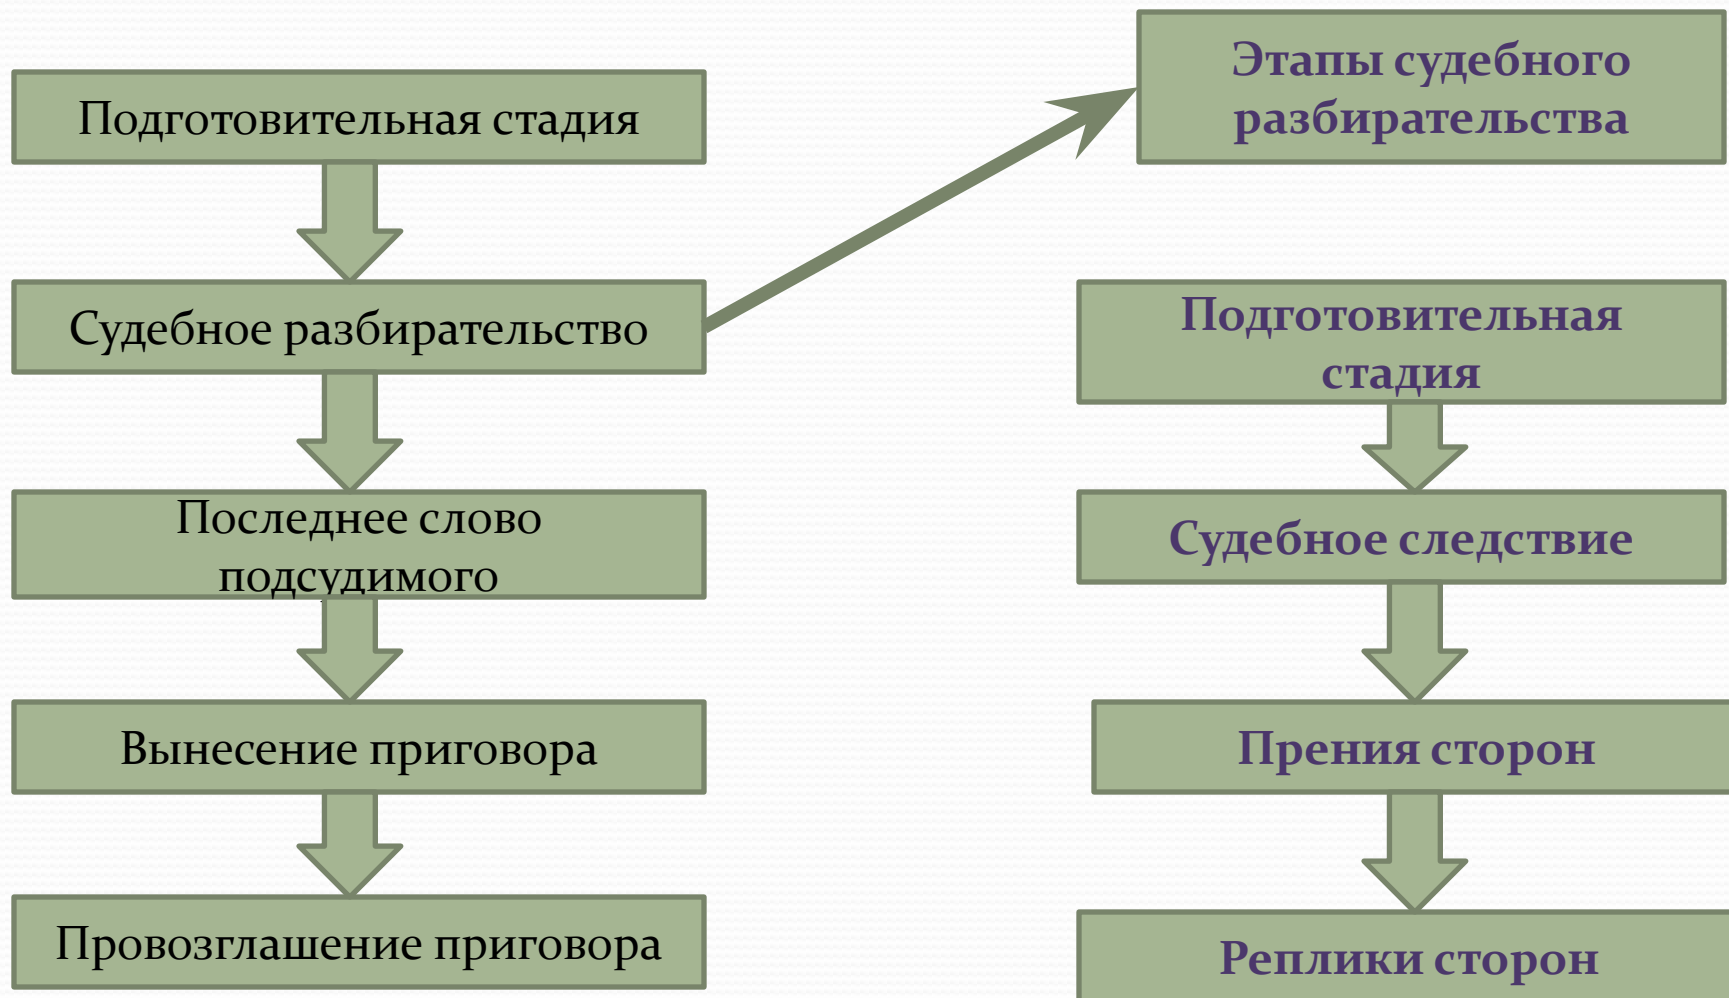 Подготовительная стадия
Судебное разбирательство
Последнее слово
подсудимого
Вынесение приговора
Провозглашение приговора
Этапы судебного
разбирательства
Подготовительная
стадия
Судебное следствие
Прения сторон
Реплики сторон